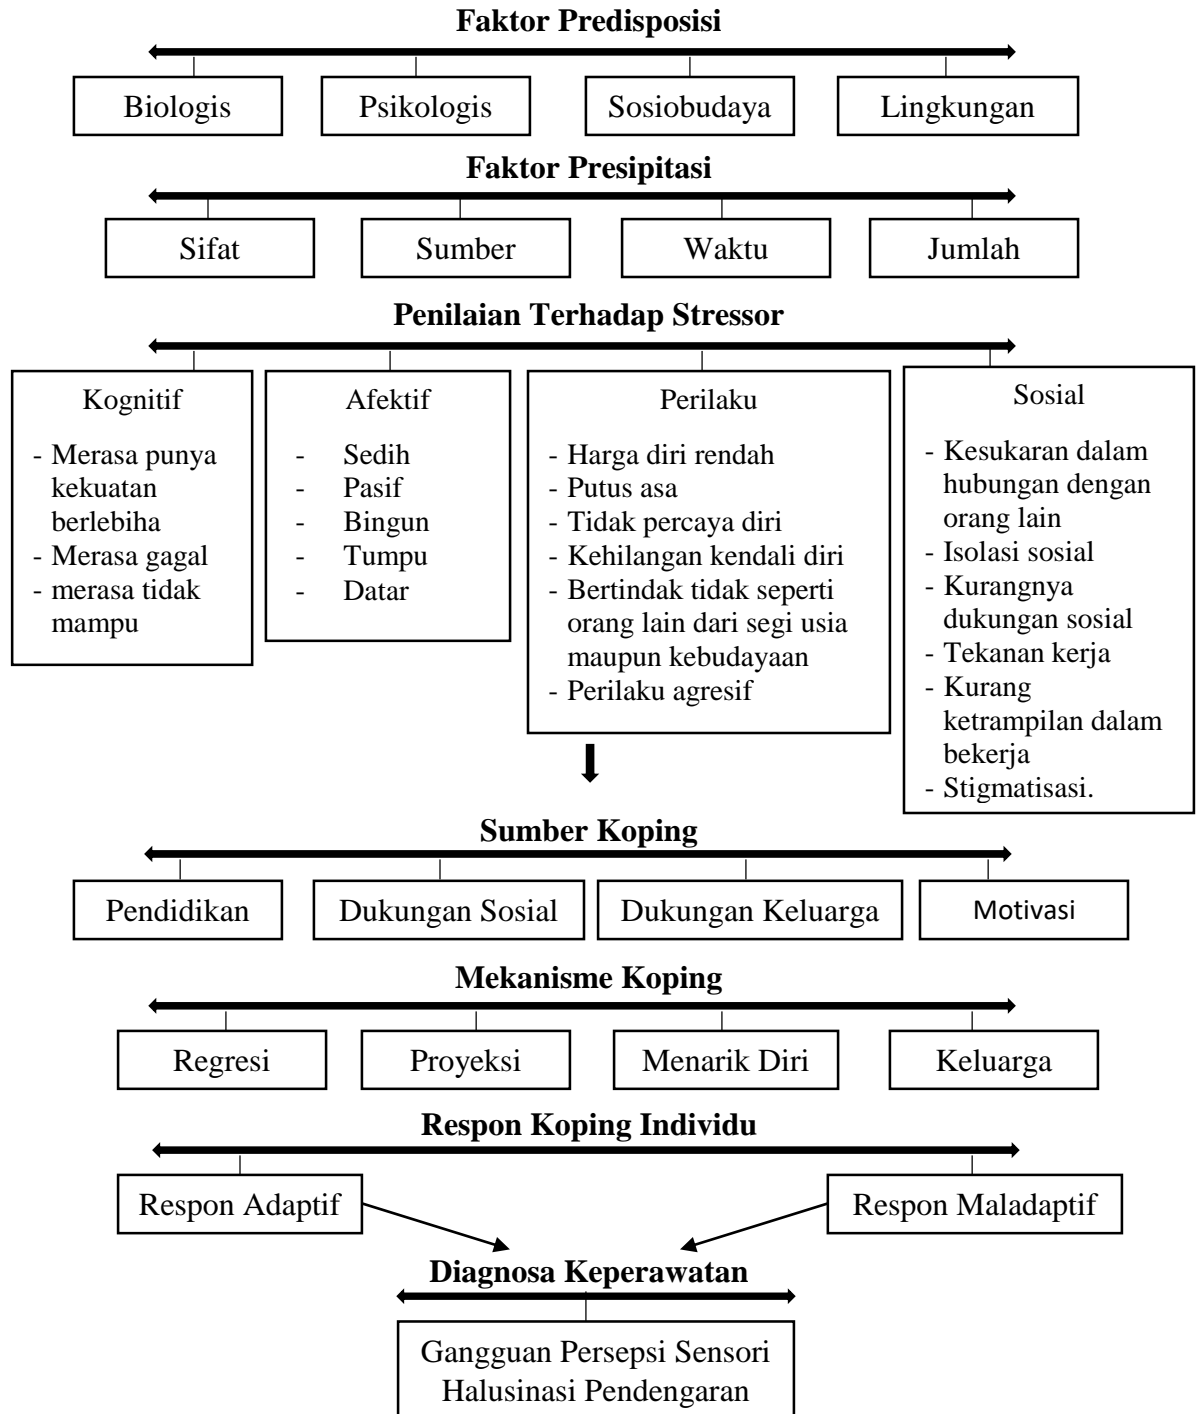 Faktor Predisposisi
Biologis
Psikologis
Sosiobudaya
Lingkungan
Faktor Presipitasi
Sifat
Sumber
Waktu
Jumlah
Penilaian Terhadap Stressor
Kognitif
- Merasa punya
kekuatan
berlebiha
- Merasa gagal
- merasa tidak
mampu
Afektif
- Sedih
- Pasif
- Bingun
- Tumpu
- Datar
Perilaku
- Harga diri rendah
- Putus asa
- Tidak percaya diri
- Kehilangan kendali diri
- Bertindak tidak seperti
orang lain dari segi usia
maupun kebudayaan
- Perilaku agresif
Sosial
- Kesukaran dalam
hubungan dengan
orang lain
- Isolasi sosial
- Kurangnya
dukungan sosial
- Tekanan kerja
- Kurang
ketrampilan dalam
bekerja
- Stigmatisasi.
Sumber Koping
Pendidikan
Dukungan Sosial
Dukungan Keluarga
Motivasi
Mekanisme Koping
Regresi
Proyeksi
Menarik Diri
Keluarga
Respon Koping Individu
Respon Adaptif
Respon Maladaptif
Diagnosa Keperawatan
Gangguan Persepsi Sensori
Halusinasi Pendengaran